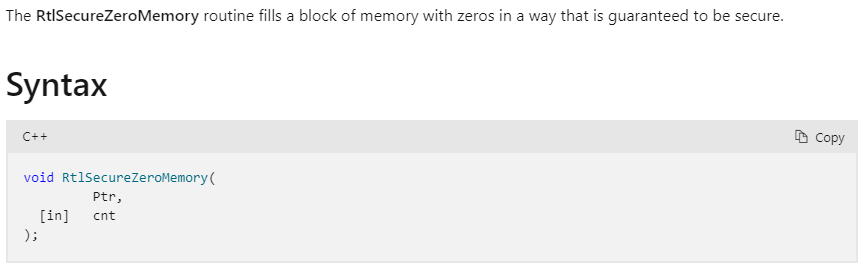 The RtlSecureZeroMemory routine fills a block of memory with zeros in a way that is guaranteed to be secure.
Syntax
C++ Copy
void RtlSecureZeroMemory(
Ptr,
[in] cnt
);